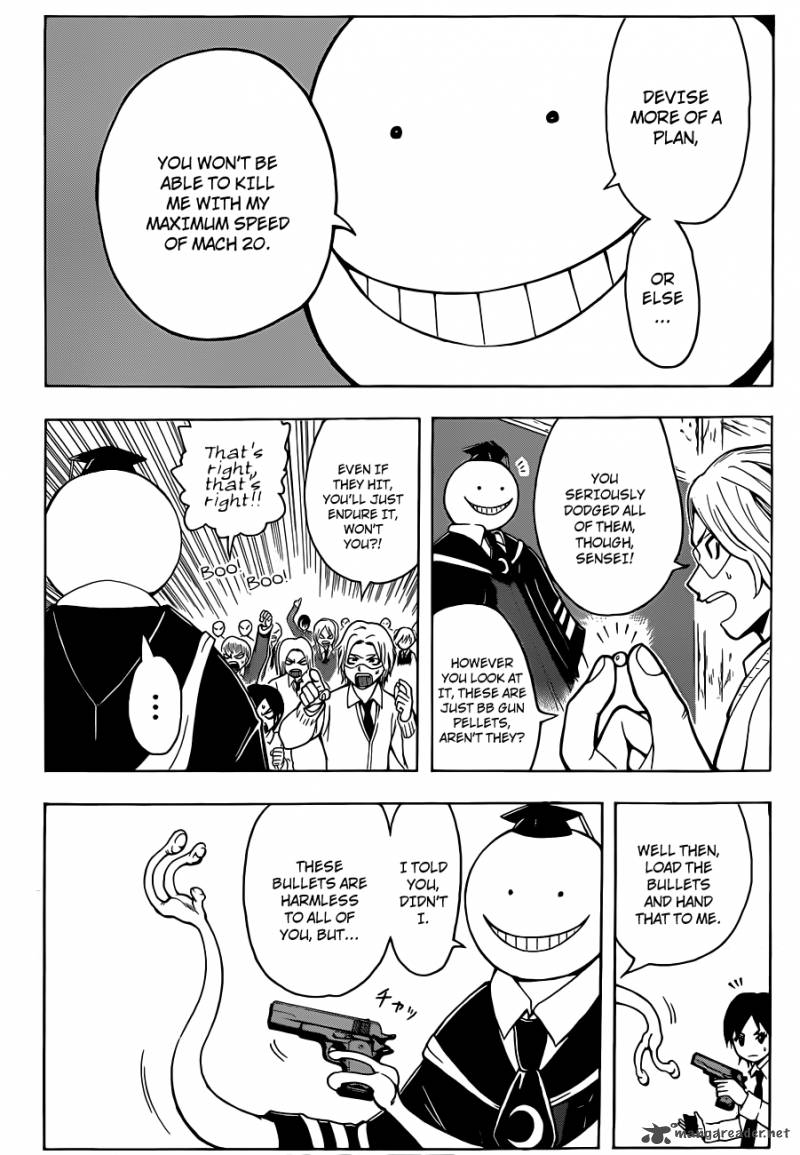 DEVISE
MORE OF A
PLAN,
OR
ELSE
...
YOU WON'T BE
ABLE TO KILL
ME WITH MY
MAXIMUM SPEED
OF MACH 20.
YOU
SERIOUSLY
DODGED ALL
OF THEM,
THOUGH,
SENSEI!
HOWEVER
YOU LOOK AT
IT, THESE ARE
JUST BB GUN
PELLETS,
AREN'T THEY?
EVEN IF
THEY HIT,
YOU'LL JUST
ENDURE IT,
WON'T
YOU?!
That's
right,
that's
right!!
BOO!
BOO!
...
WELL THEN,
LOAD THE
BULLETS
AND HAND
THAT TO ME.
I TOLD
YOU,
DIDN'T
I.
THESE
BULLETS ARE
HARMLESS
TO ALL OF
YOU, BUT...
チャッ
mangareader.net